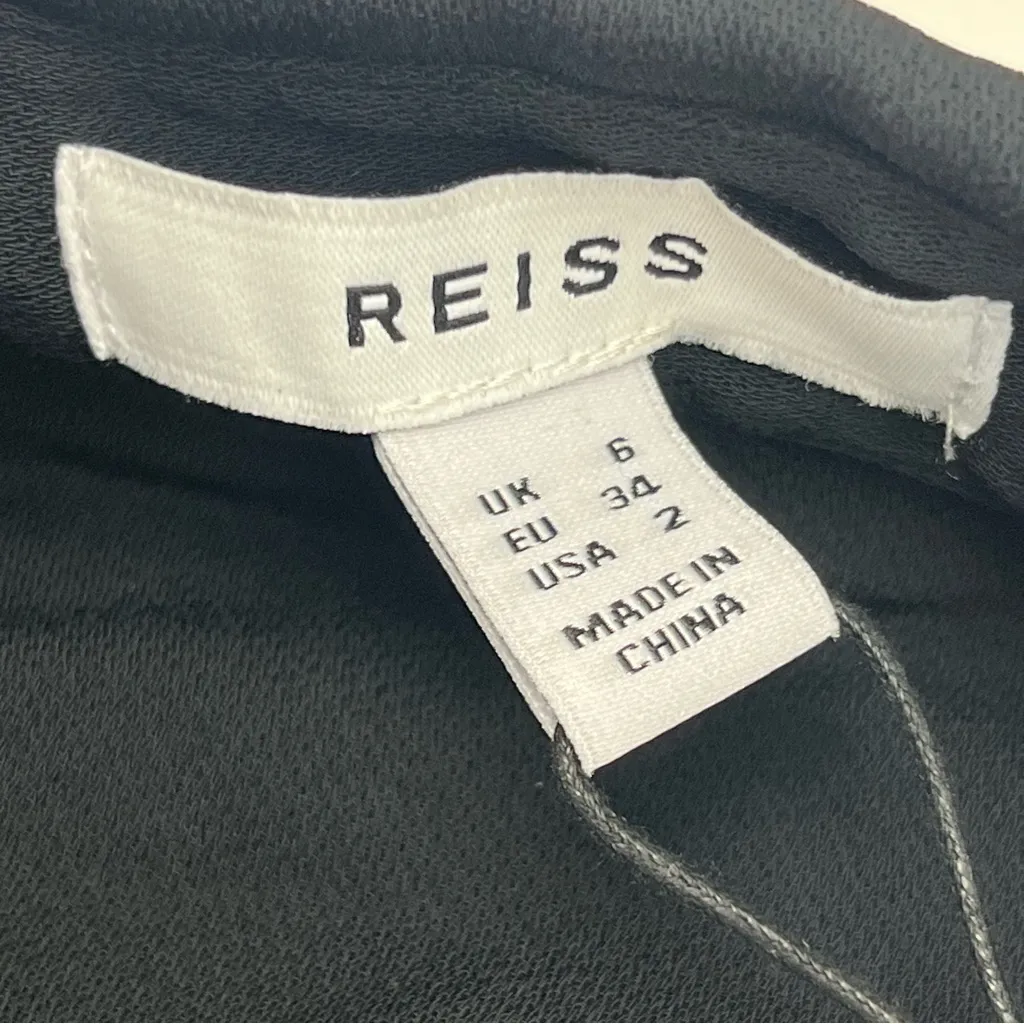 REISS
UK 6
EU 34
USA 2
MADE IN
CHINA